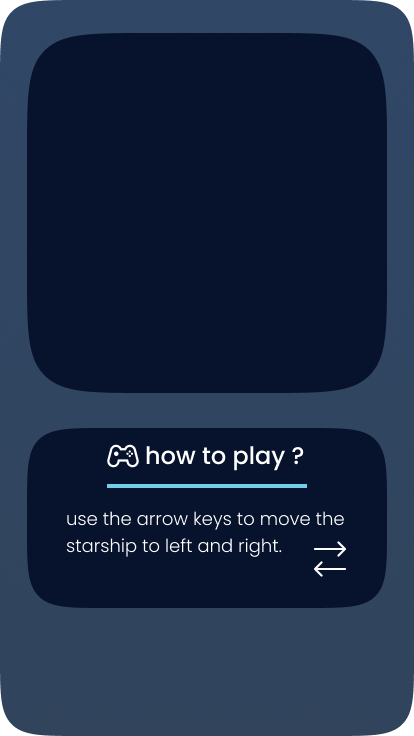 how to play ?
use the arrow keys to move the
starship to left and right.